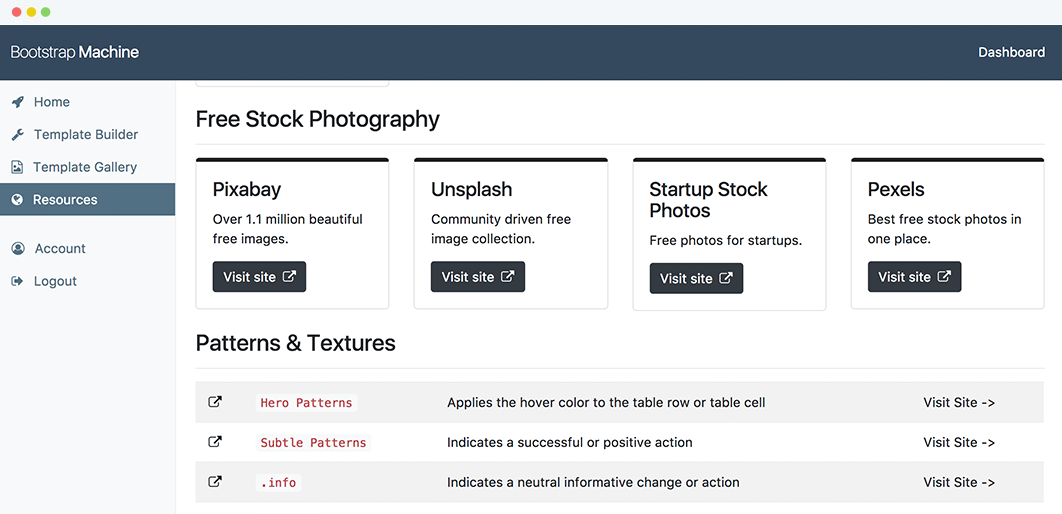 Bootstrap Machine
Dashboard
Home
Template Builder
Template Gallery
Resources
Account
Logout
Free Stock Photography
Pixabay
Over 1.1 million beautiful
free images.
Visit site
Unsplash
Community driven free
image collection.
Visit site
Startup Stock
Photos
Free photos for startups.
Visit site
Pexels
Best free stock photos in
one place.
Visit site
Patterns & Textures
Hero Patterns Applies the hover color to the table row or table cell Visit Site ->
Subtle Patterns Indicates a successful or positive action Visit Site ->
.info Indicates a neutral informative change or action Visit Site ->